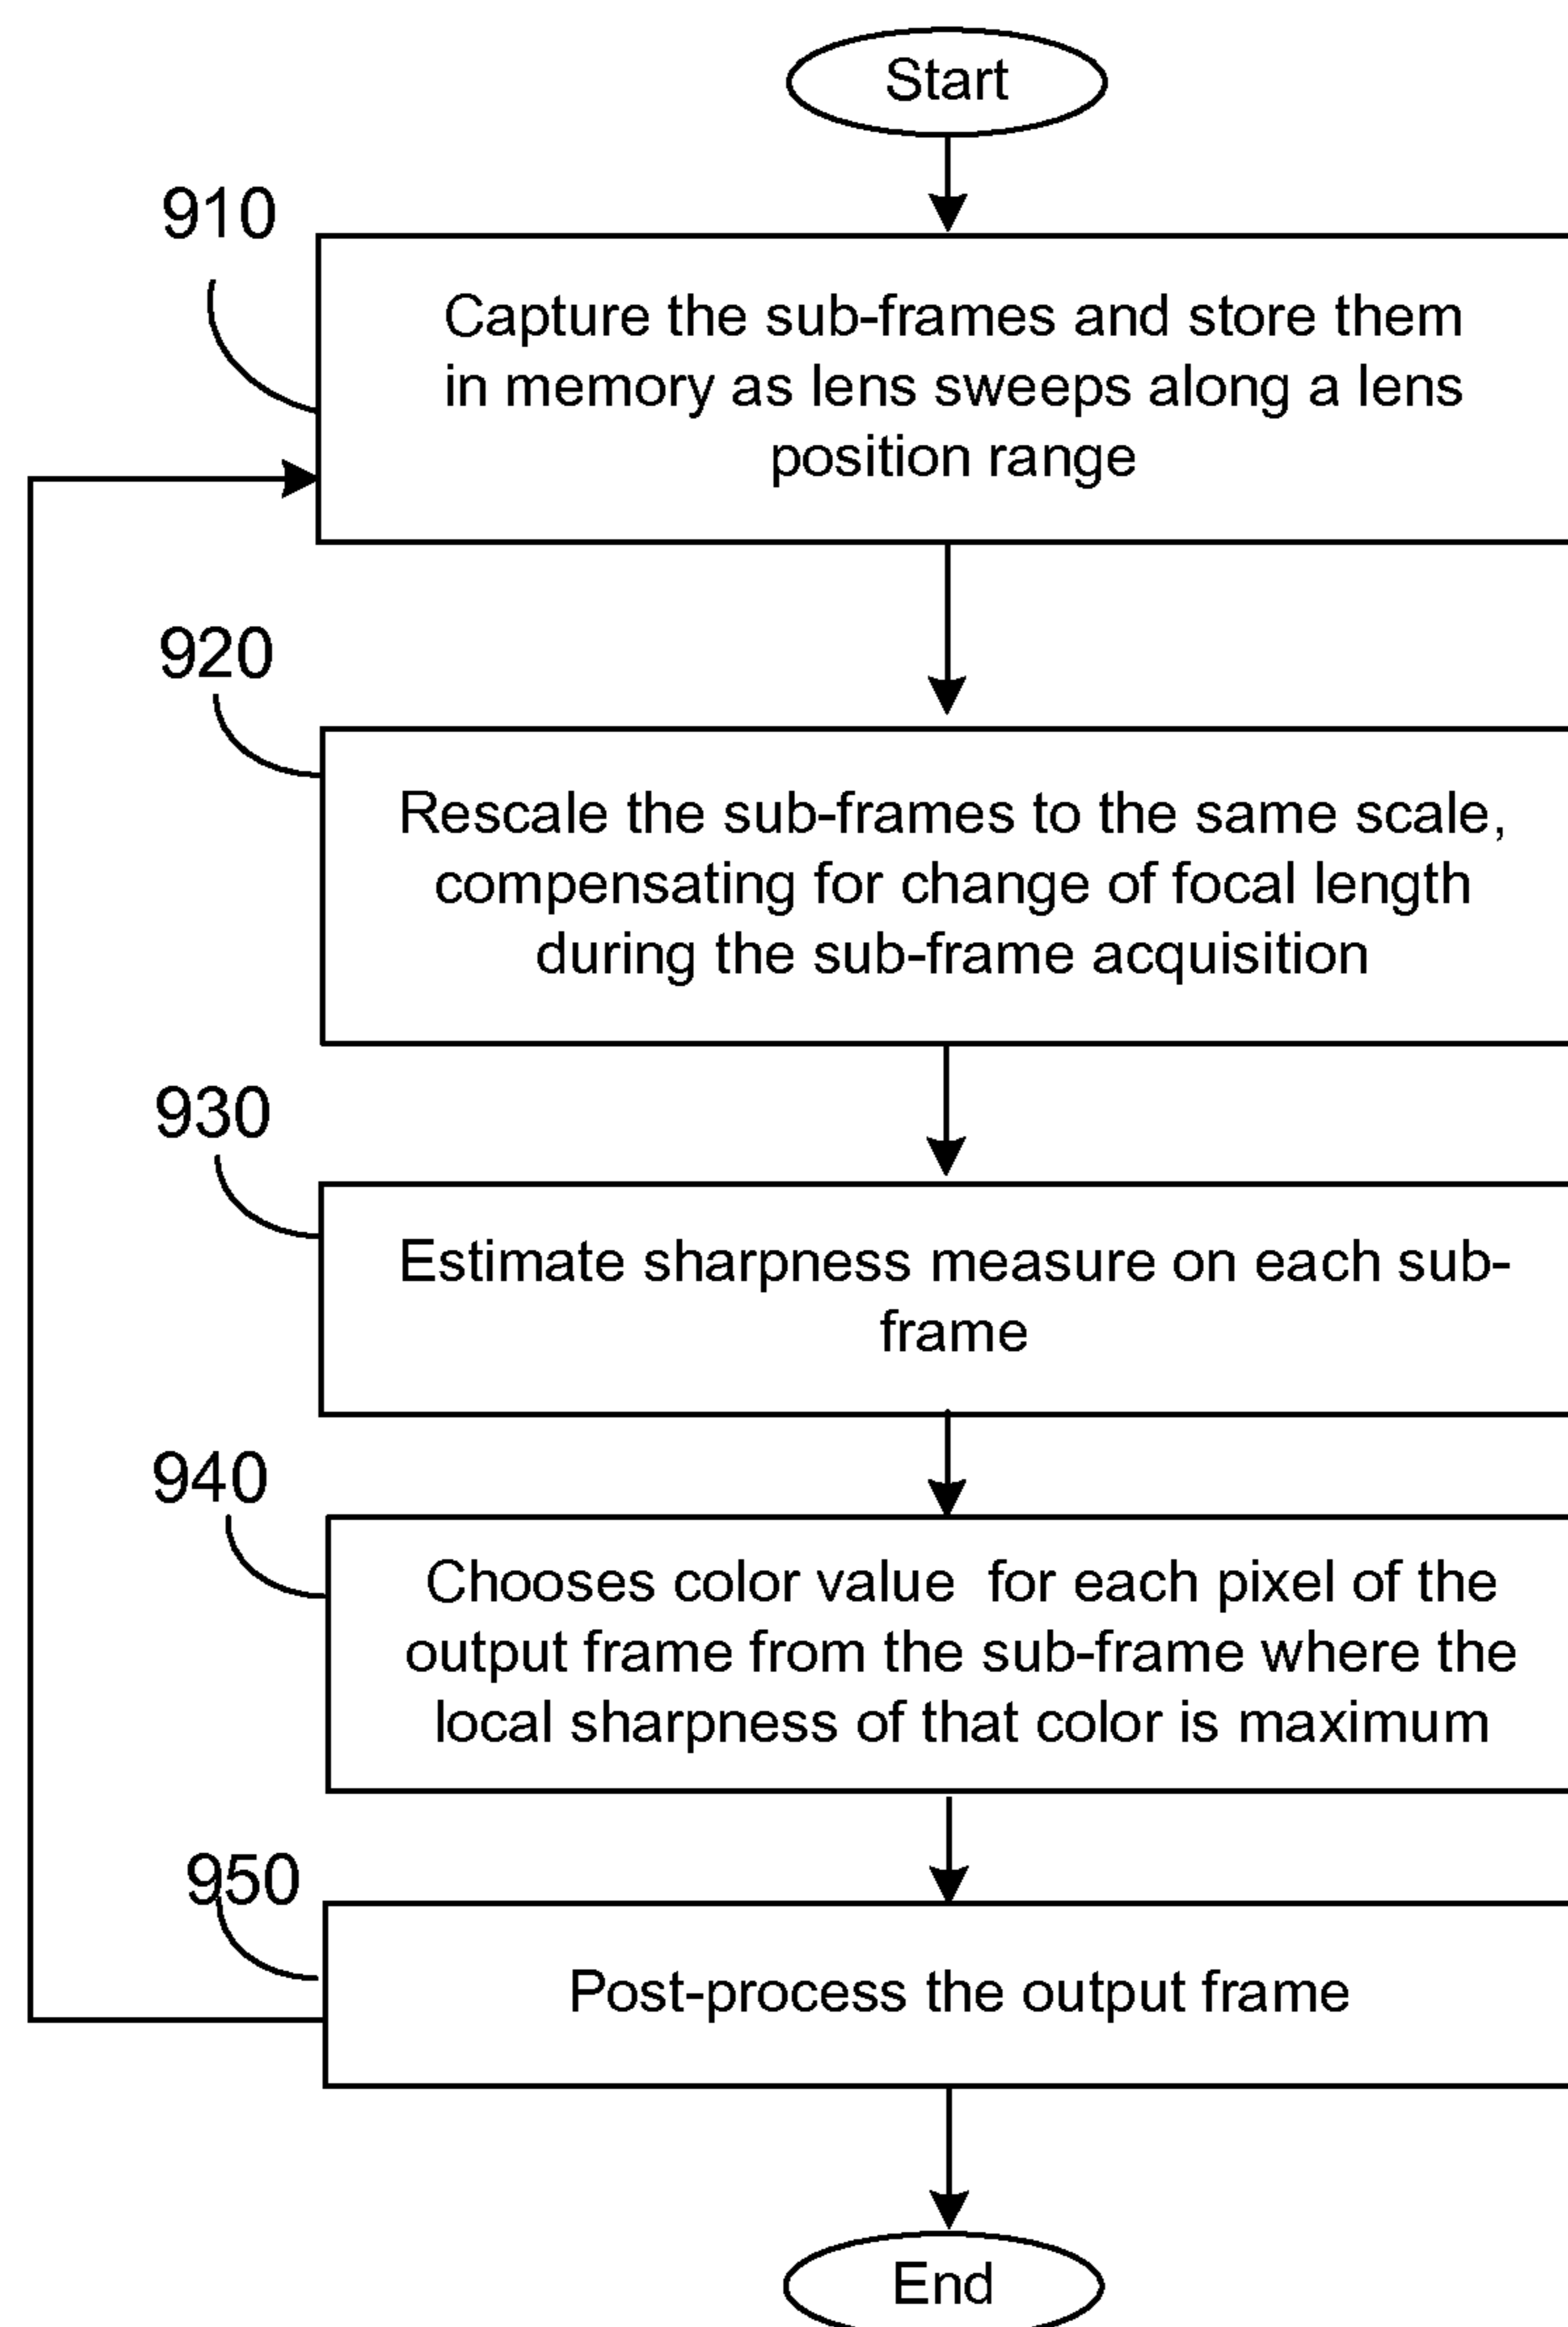 Start
910
Capture the sub-frames and store them
in memory as lens sweeps along a lens
position range
920
Rescale the sub-frames to the same scale,
compensating for change of focal length
during the sub-frame acquisition
930
Estimate sharpness measure on each sub-
frame
940
Chooses color value  for each pixel of the
output frame from the sub-frame where the
local sharpness of that color is maximum
950
Post-process the output frame
End